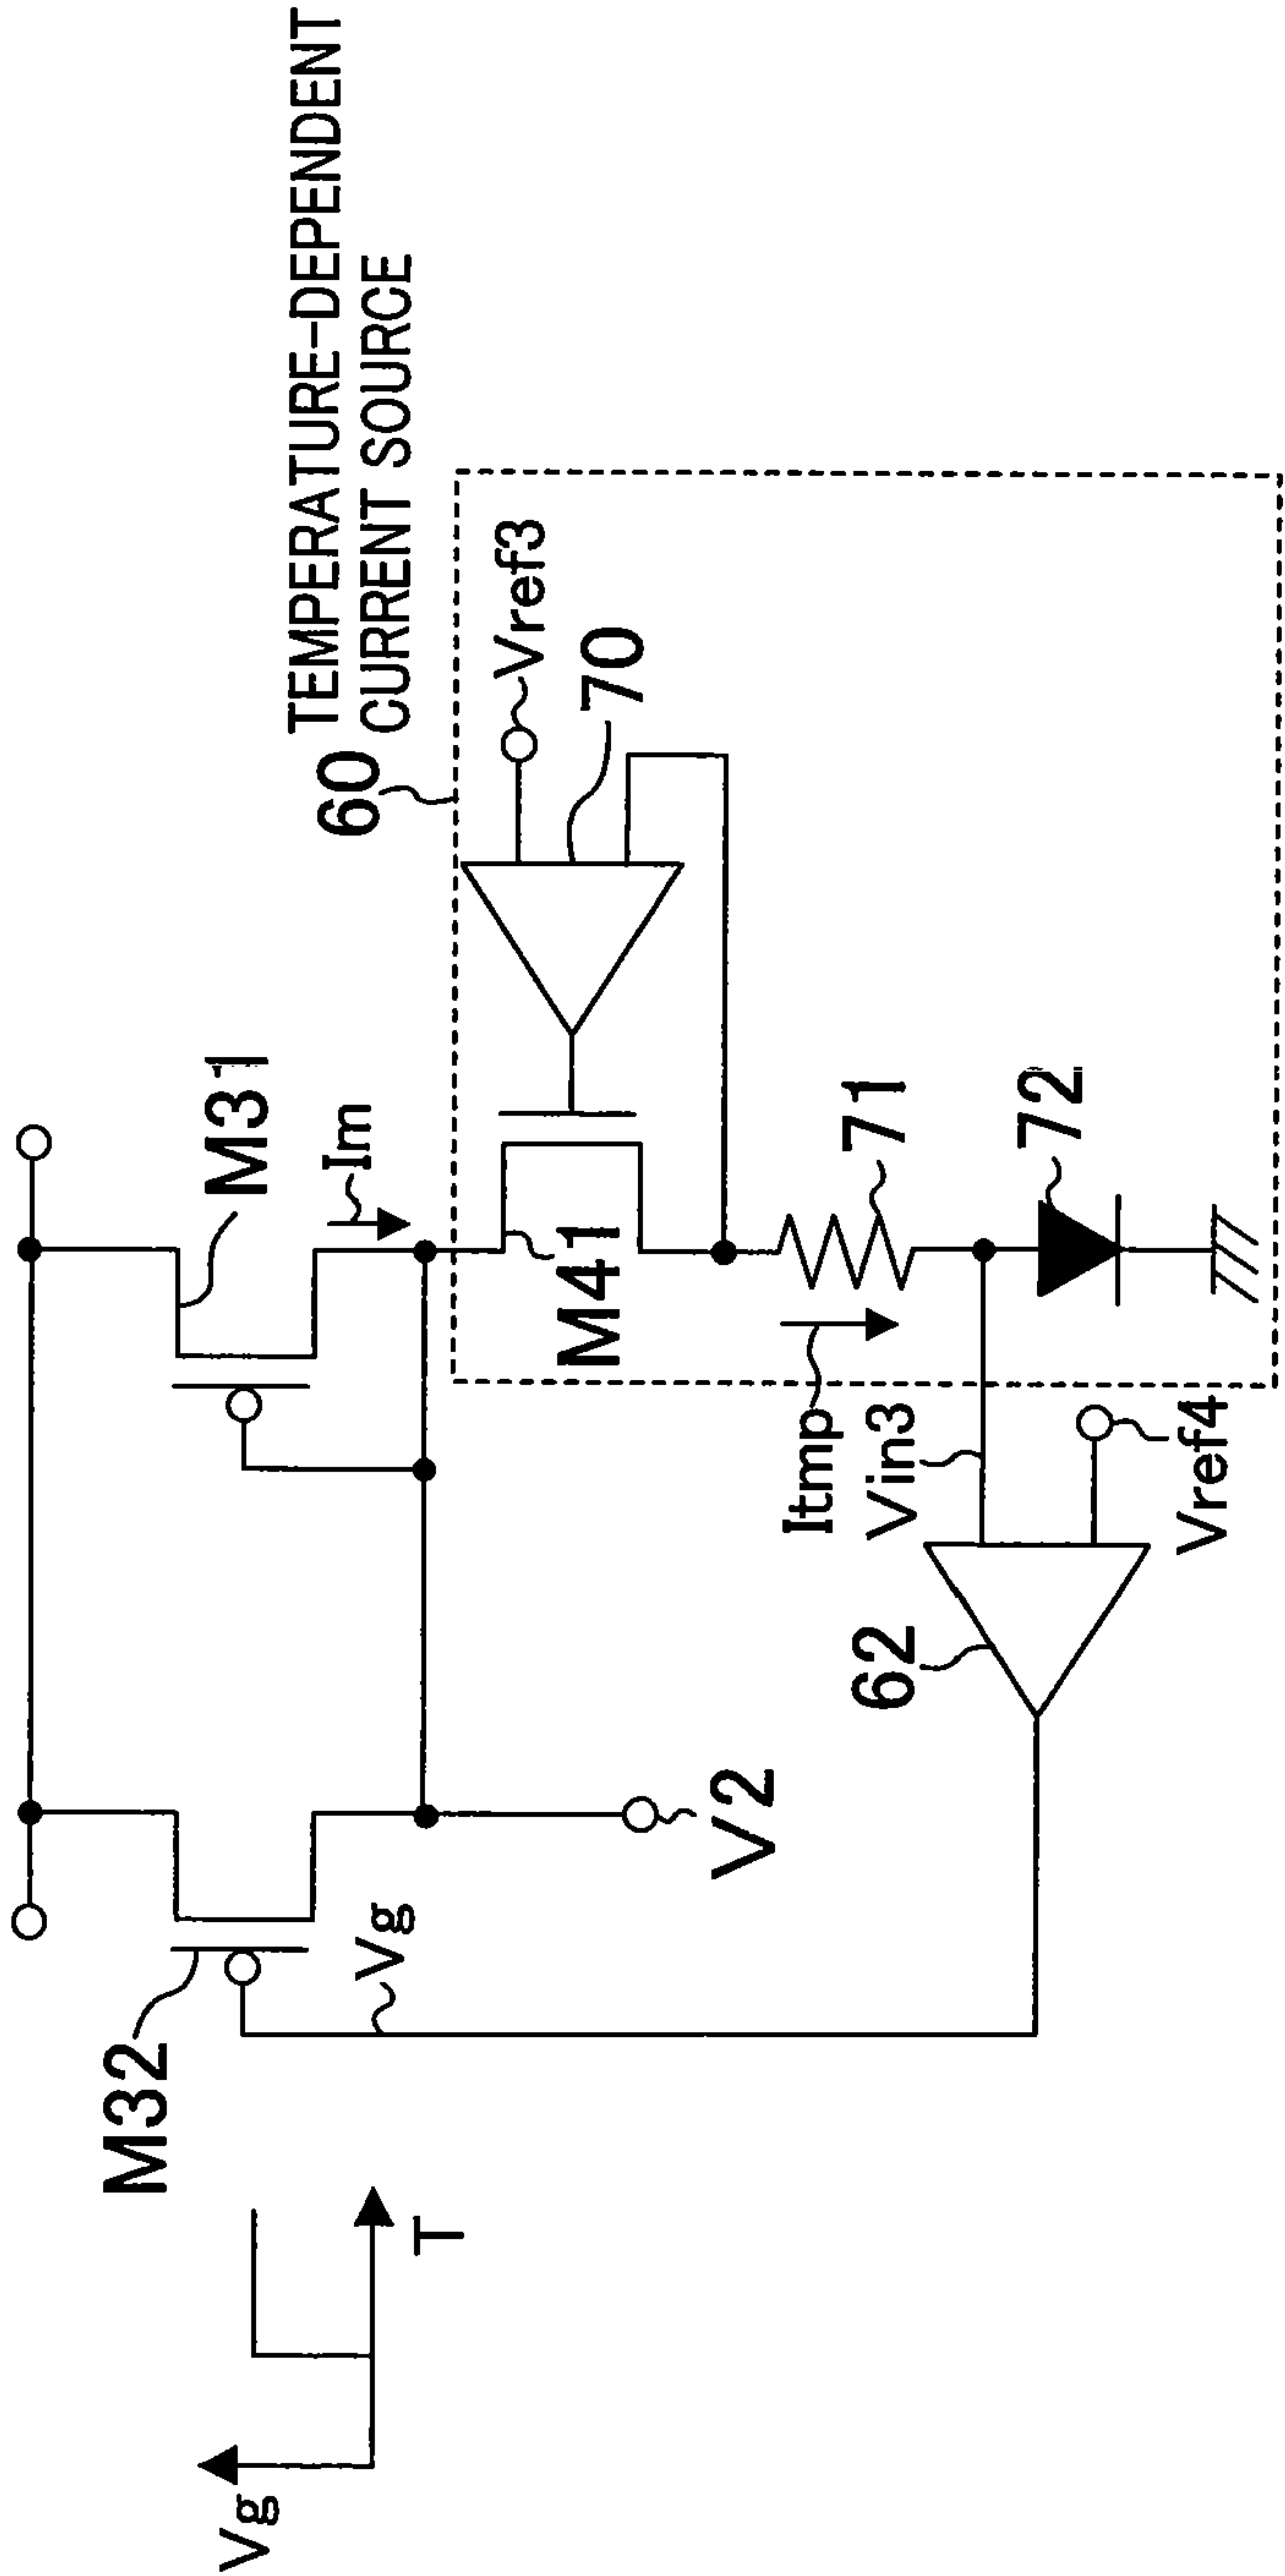 Vg
T
M32
Vg
V2
M31
Im
60
TEMPERATURE-DEPENDENT
CURRENT SOURCE
Vref3
70
M41
71
Itmp
Vin3
72
62
Vref4